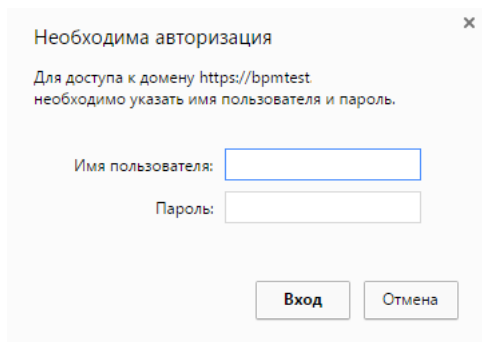 Необходима авторизация
Для доступа к домену https://bpmtest.
необходимо указать имя пользователя и пароль.
Имя пользователя:
Пароль:
Вход Отмена